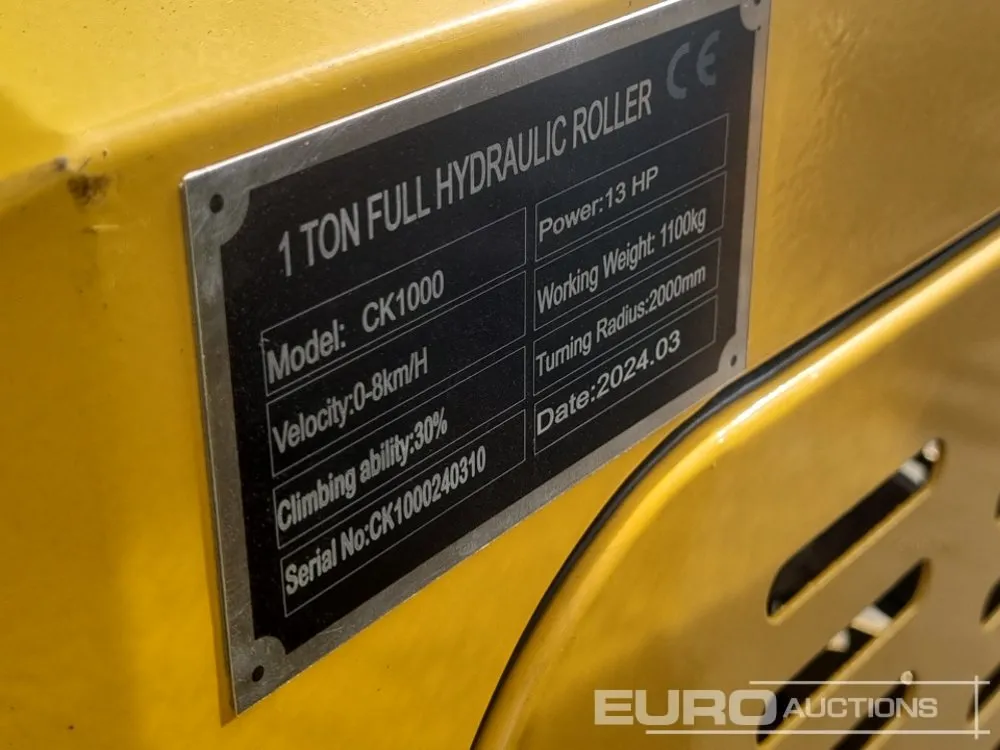 CE
1 TON FULL HYDRAULIC ROLLER
Model: CK1000
Power:13 HP
Velocity:0-8km/H
Working Weight: 1100kg
Climbing ability:30%
Turning Radius:2000mm
Serial No:CK1000240310
Date:2024.03
EURO AUCTIONS